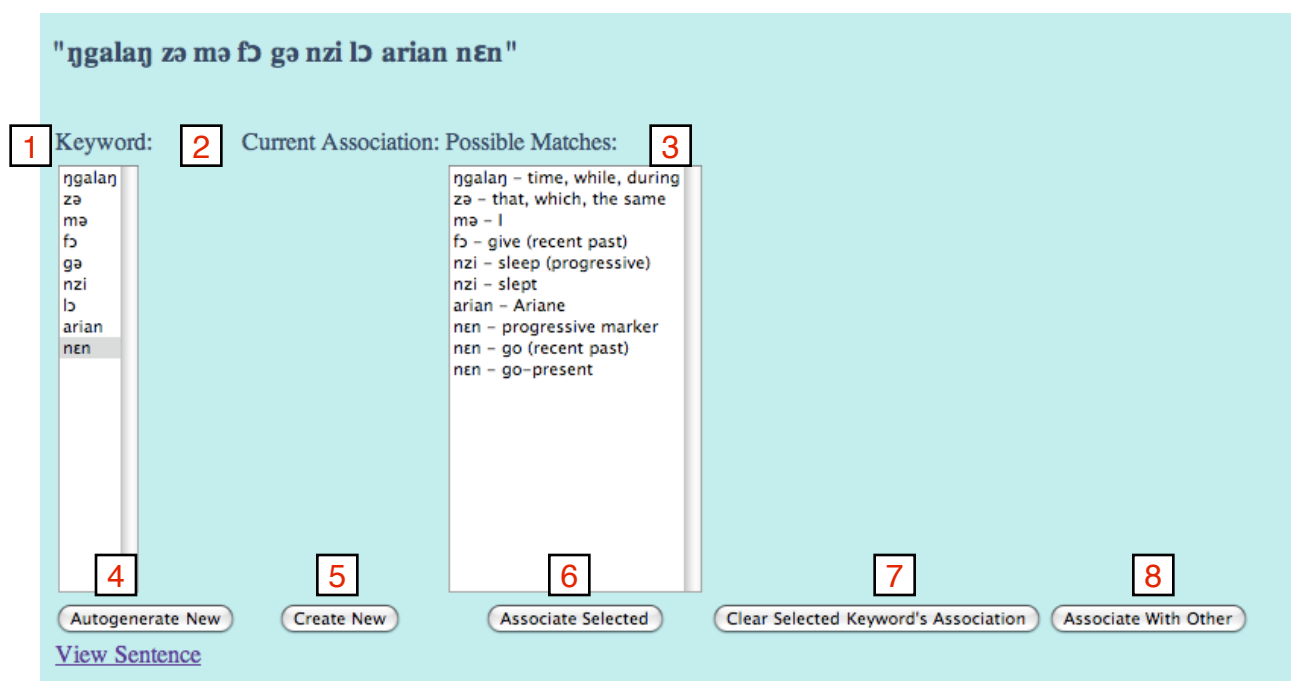 "ŋgalaŋ zə mə fɔ gə nzi lɔ arian nɛn"
1 Keyword: 2 Current Association: Possible Matches: 3
ŋgalaŋ
zə
mə
fɔ
gə
nzi
lɔ
arian
nɛn
ŋgalaŋ – time, while, during
zə – that, which, the same
mə – I
fɔ – give (recent past)
nzi – sleep (progressive)
nzi – slept
arian – Ariane
nɛn – progressive marker
nɛn – go (recent past)
nɛn – go-present
4 5 6 7 8
Autogenerate New Create New Associate Selected Clear Selected Keyword's Association Associate With Other
View Sentence